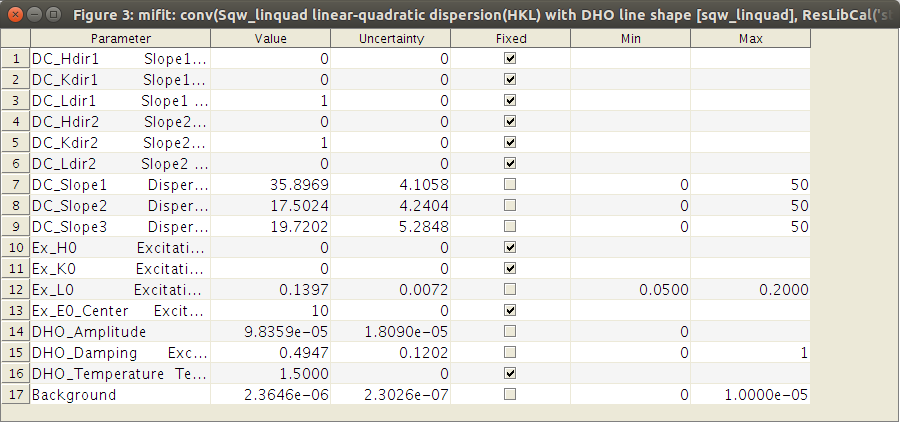 Figure 3: mifit: conv(Sqw_linquad linear-quadratic dispersion(HKL) with DHO line shape [sqw_linquad], ResLibCal('st
Parameter Value Uncertainty Fixed Min Max
1 DC_Hdir1 Slope1... 0 0
2 DC_Kdir1 Slope1... 0 0
3 DC_Ldir1 Slope1 ... 1 0
4 DC_Hdir2 Slope2... 0 0
5 DC_Kdir2 Slope2... 1 0
6 DC_Ldir2 Slope2 ... 0 0
7 DC_Slope1 Disper... 35.8969 4.1058 0 50
8 DC_Slope2 Disper... 17.5024 4.2404 0 50
9 DC_Slope3 Disper... 19.7202 5.2848 0 50
10 Ex_H0 Excitati... 0 0
11 Ex_K0 Excitati... 0 0
12 Ex_L0 Excitati... 0.1397 0.0072 0.0500 0.2000
13 Ex_E0_Center Excit... 10 0
14 DHO_Amplitude 9.8359e-05 1.8090e-05 0
15 DHO_Damping Exc... 0.4947 0.1202 0 1
16 DHO_Temperature Te... 1.5000 0
17 Background 2.3646e-06 2.3026e-07 0 1.0000e-05